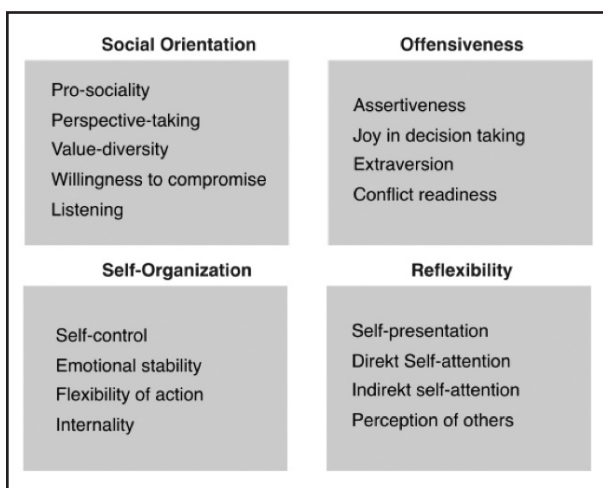 Social Orientation
Pro-sociality
Perspective-taking
Value-diversity
Willingness to compromise
Listening
Offensiveness
Assertiveness
Joy in decision taking
Extraversion
Conflict readiness
Self-Organization
Self-control
Emotional stability
Flexibility of action
Internality
Reflexibility
Self-presentation
Direkt Self-attention
Indirekt self-attention
Perception of others